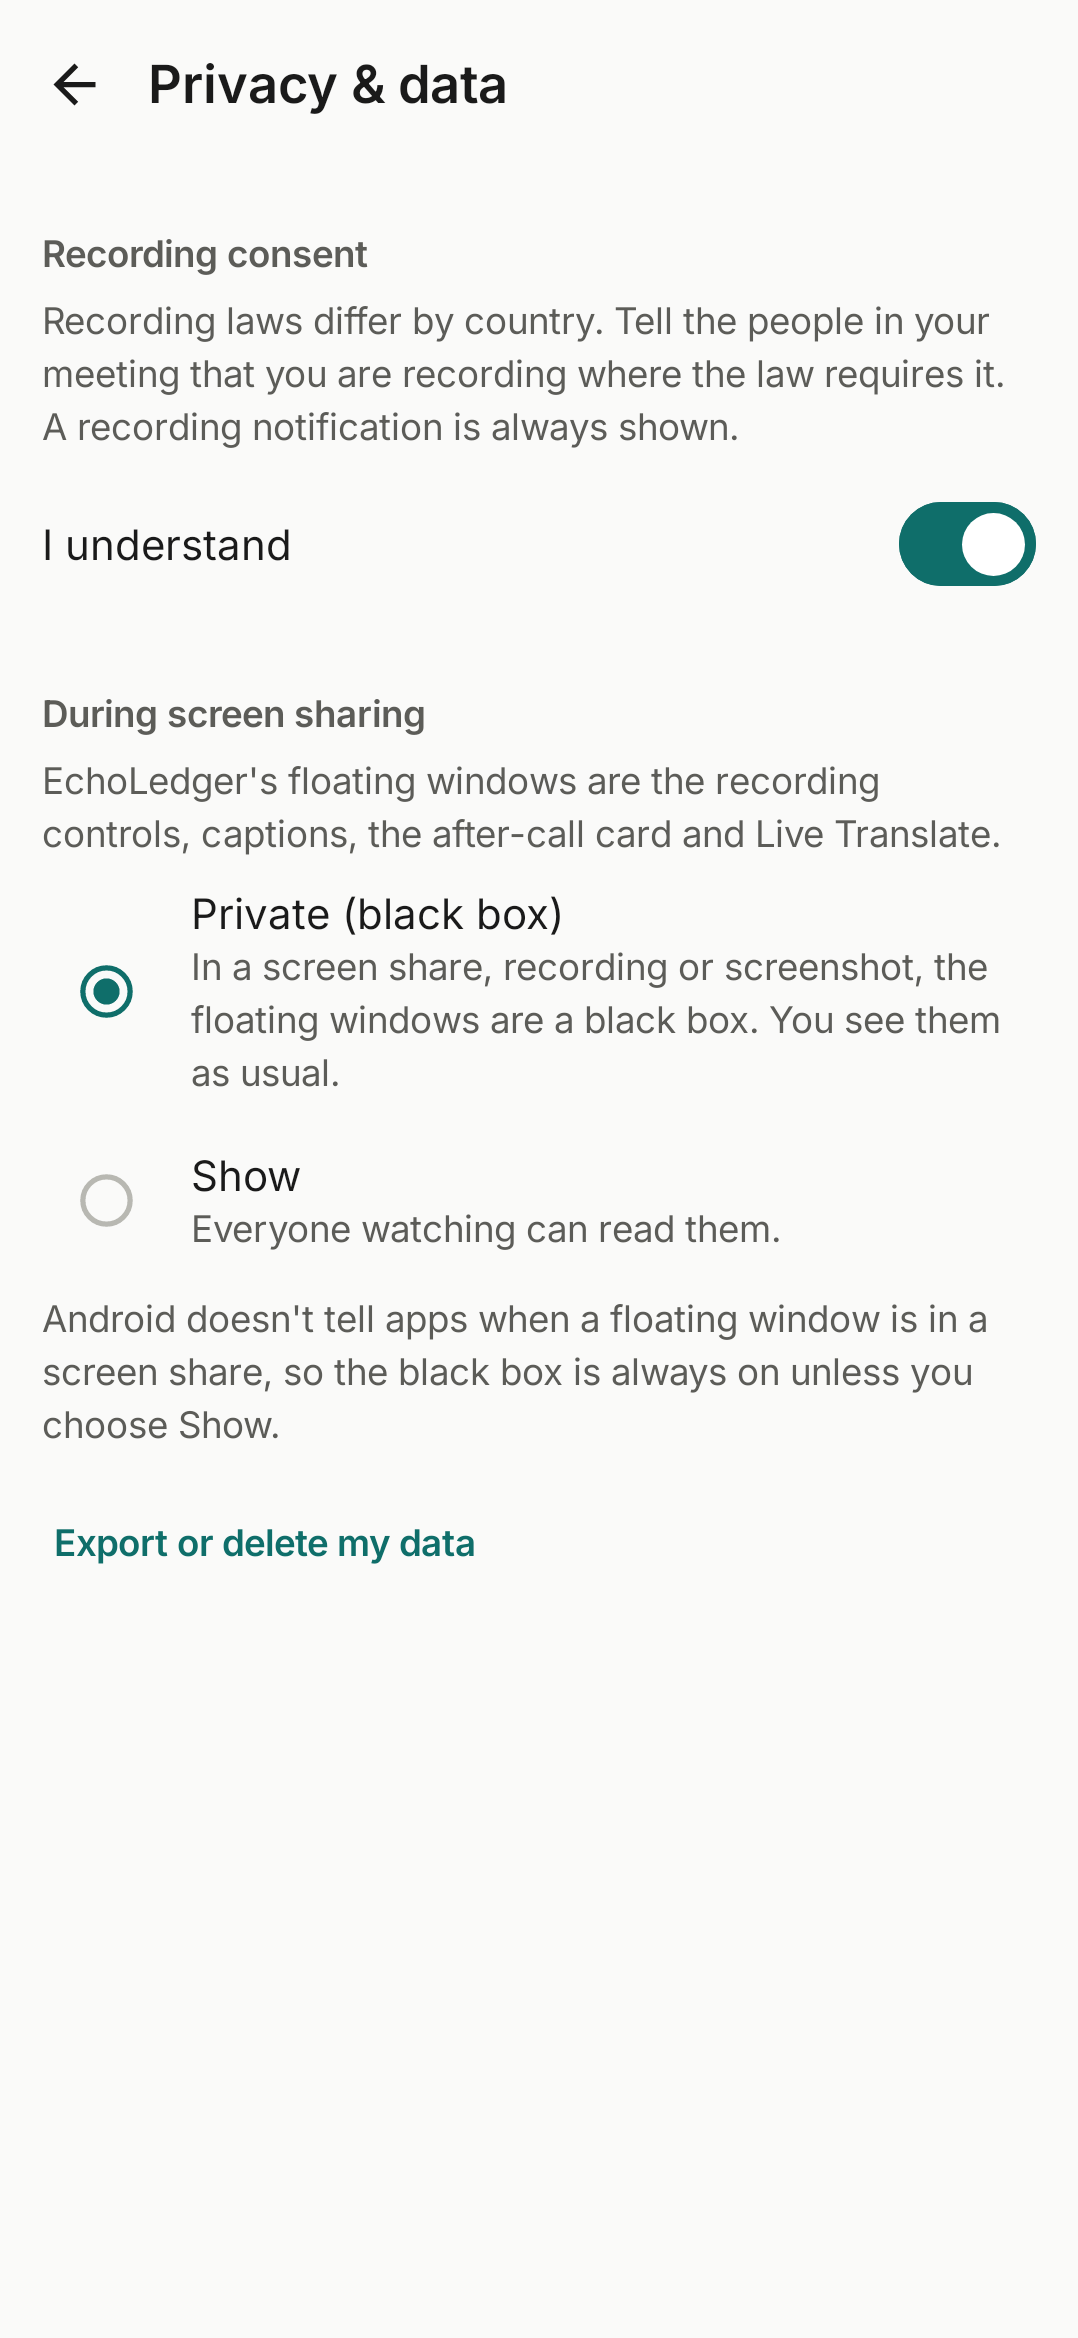 Privacy & data
Recording consent
Recording laws differ by country. Tell the people in your
meeting that you are recording where the law requires it.
A recording notification is always shown.
I understand
During screen sharing
EchoLedger's floating windows are the recording
controls, captions, the after-call card and Live Translate.
Private (black box)
In a screen share, recording or screenshot, the
floating windows are a black box. You see them
as usual.
Show
Everyone watching can read them.
Android doesn't tell apps when a floating window is in a
screen share, so the black box is always on unless you
choose Show.
Export or delete my data